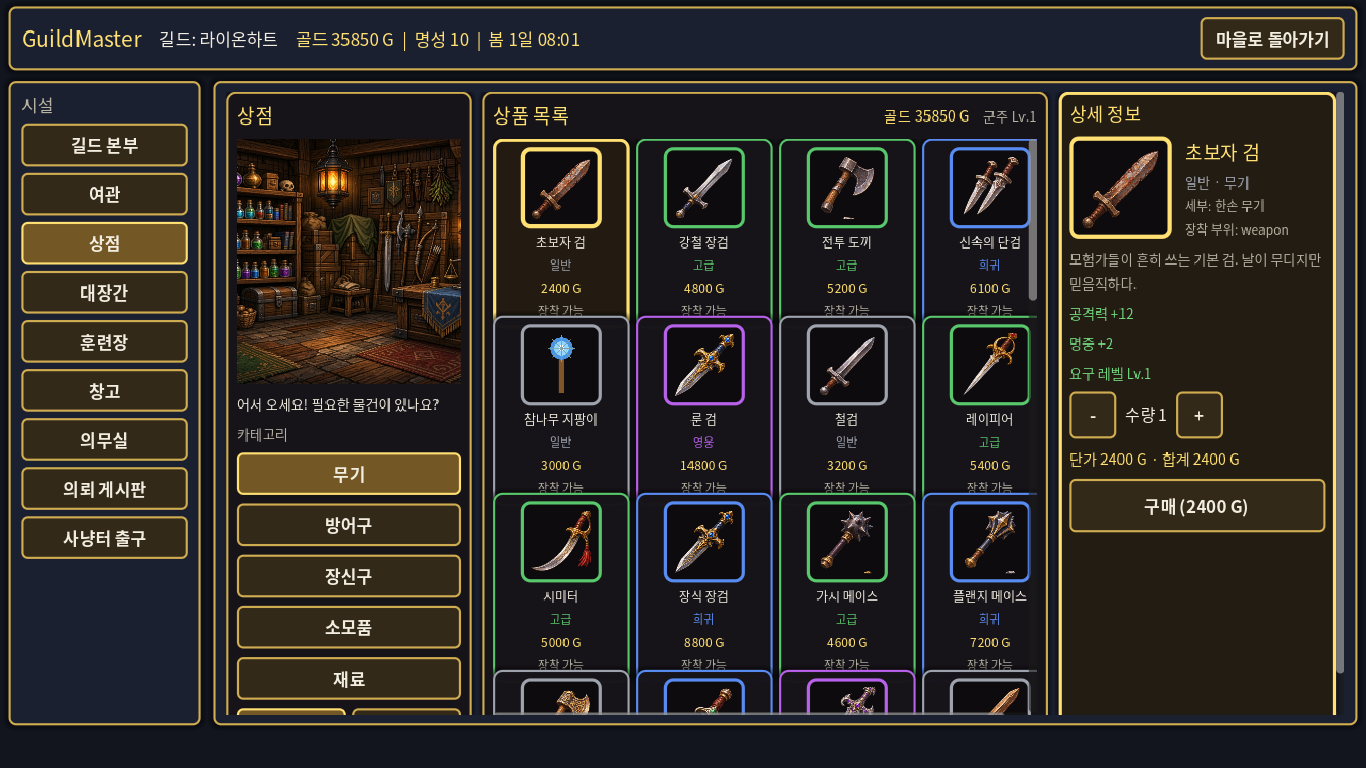 GuildMaster 길드: 라이온하트 골드 35850 G | 명성 10 | 봄 1일 08:01
마을로 돌아가기
시설
길드 본부
여관
상점
대장간
훈련장
창고
의무실
의뢰 게시판
사냥터 출구
상점
어서 오세요! 필요한 물건이 있나요?
카테고리
무기
방어구
장신구
소모품
재료
상품 목록
골드 35850 G 군주 Lv.1
초보자 검
일반
2400 G
장착 가능
강철 장검
고급
4800 G
장착 가능
전투 도끼
고급
5200 G
장착 가능
신속의 단검
희귀
6100 G
장착 가능
참나무 지팡이
일반
3000 G
장착 가능
룬 검
영웅
14800 G
장착 가능
철검
일반
3200 G
장착 가능
레이피어
고급
5400 G
장착 가능
시미터
고급
5000 G
장착 가능
장식 장검
희귀
8800 G
장착 가능
가시 메이스
고급
4600 G
장착 가능
플랜지 메이스
희귀
7200 G
장착 가능
상세 정보
초보자 검
일반 · 무기
세부: 한손 무기
장착 부위: weapon
모험가들이 흔히 쓰는 기본 검. 날이 무디지만
믿음직하다.
공격력 +12
명중 +2
요구 레벨 Lv.1
- 수량 1 +
단가 2400 G · 합계 2400 G
구매 (2400 G)